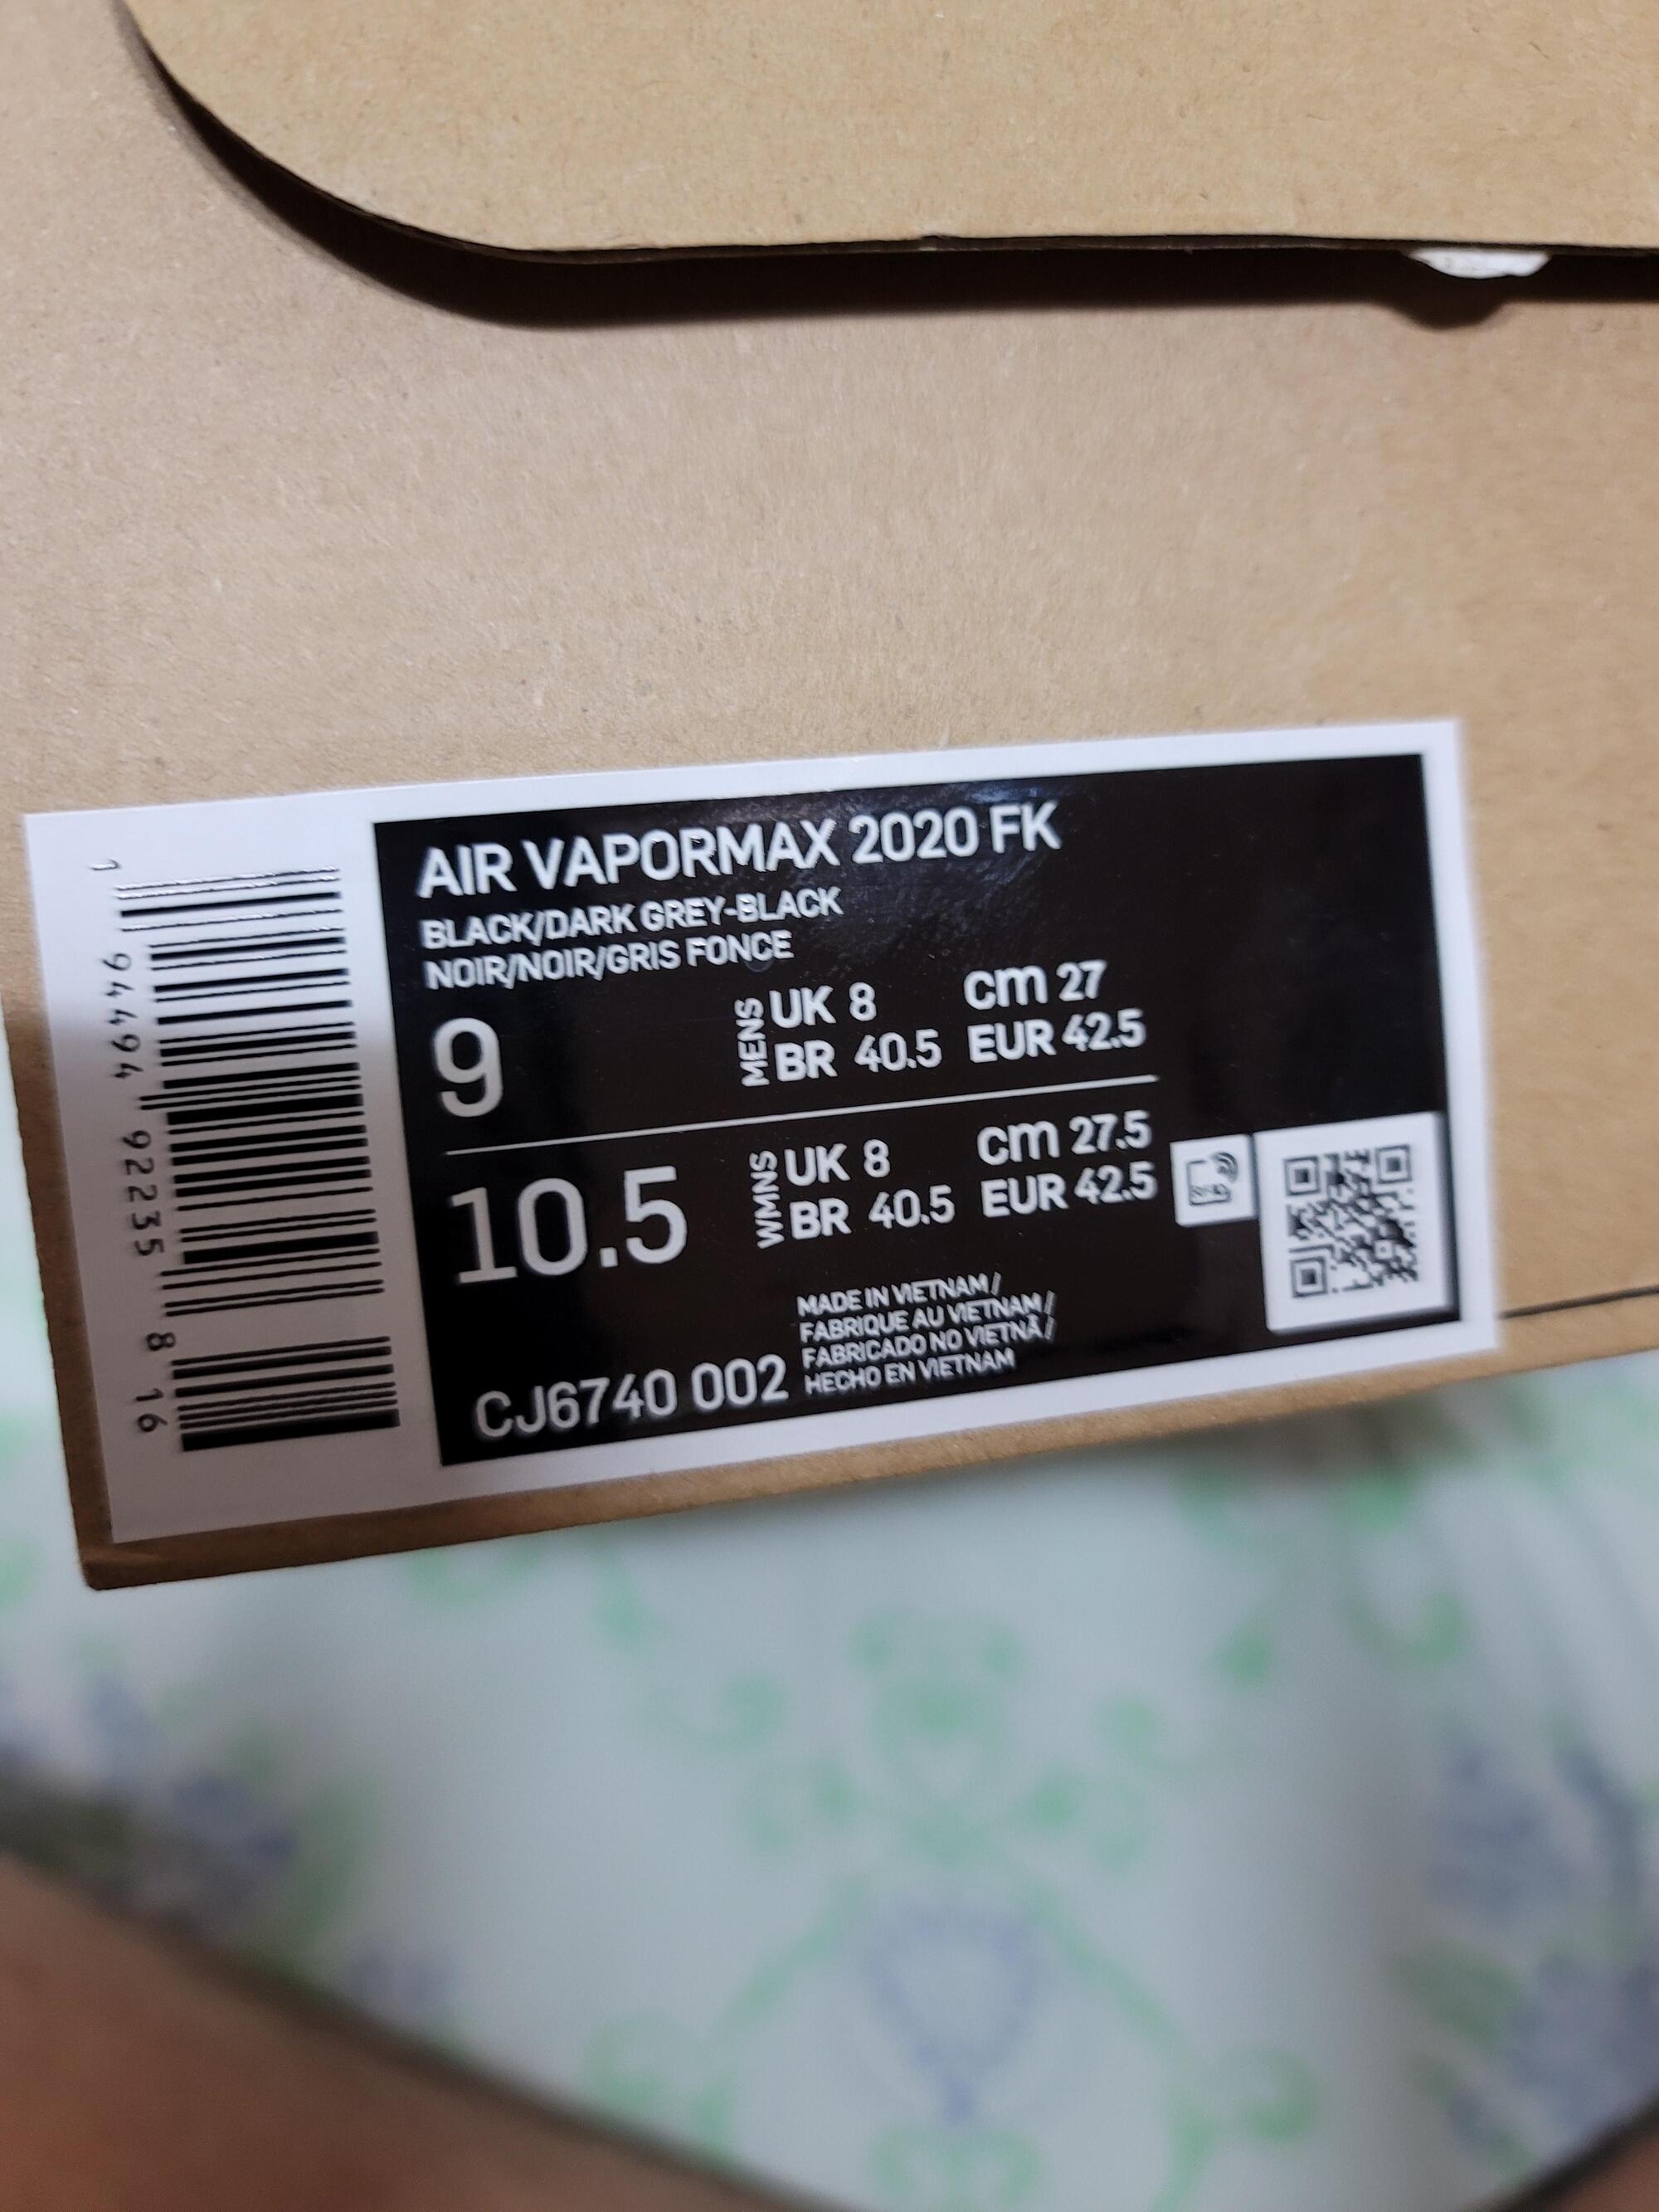 AIR VAPORMAX 2020 FK
BLACK/DARK GREY-BLACK
NOIR/NOIR/GRIS FONCE
9
MENS
UK 8 cm 27
BR 40.5 EUR 42.5
10.5
WMNS
UK 8 cm 27.5
BR 40.5 EUR 42.5
MADE IN VIETNAM /
FABRIQUE AU VIETNAM /
FABRICADO NO VIETNÃ /
HECHO EN VIETNAM
CJ6740 002
1 94494 92235 8 16